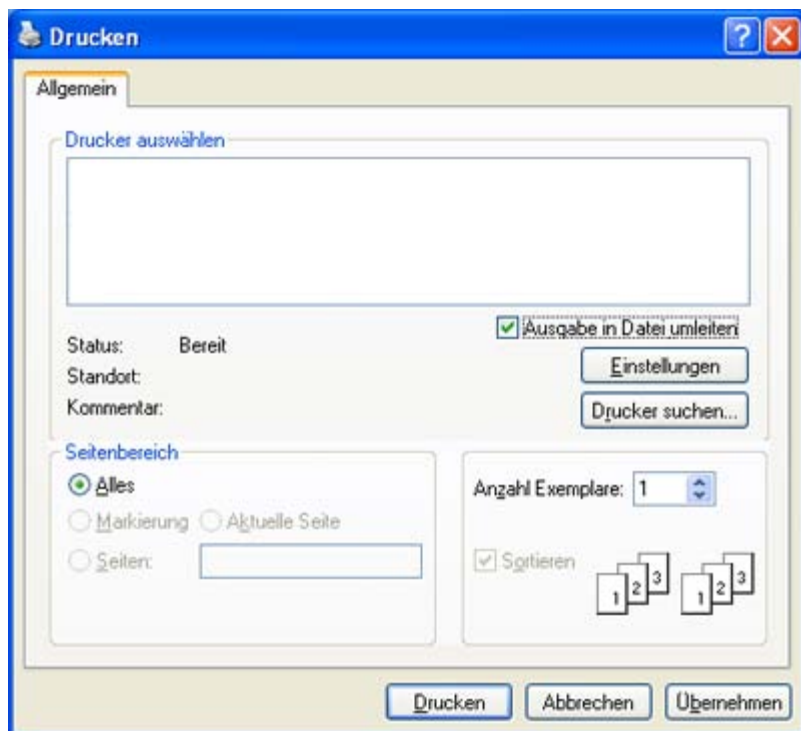 Drucken
Allgemein
Drucker auswählen
Ausgabe in Datei umleiten
Status: Bereit
Standort:
Kommentar:
Einstellungen
Drucker suchen...
Seitenbereich
Alles
Markierung Aktuelle Seite
Seiten:
Anzahl Exemplare: 1
Sortieren
1 2 3 1 2 3
Drucken Abbrechen Übernehmen